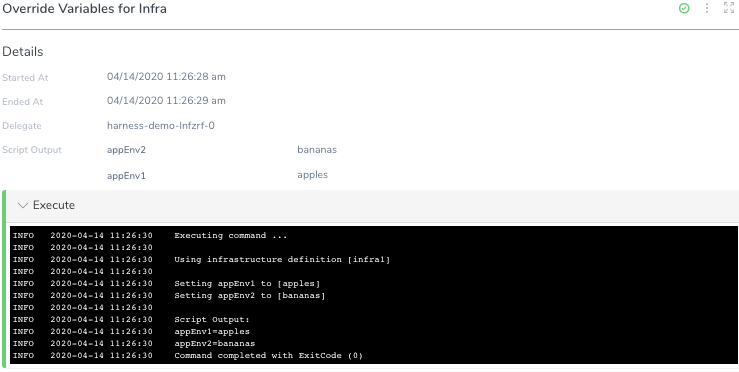 Override Variables for Infra
Details
Started At 04/14/2020 11:26:28 am
Ended At 04/14/2020 11:26:29 am
Delegate harness-demo-lnfzrf-0
Script Output appEnv2 bananas
appEnv1 apples
Execute
INFO 2020-04-14 11:26:30 Executing command ...
INFO 2020-04-14 11:26:30
INFO 2020-04-14 11:26:30 Using infrastructure definition [infra1]
INFO 2020-04-14 11:26:30
INFO 2020-04-14 11:26:30 Setting appEnv1 to [apples]
INFO 2020-04-14 11:26:30 Setting appEnv2 to [bananas]
INFO 2020-04-14 11:26:30
INFO 2020-04-14 11:26:30 Script Output:
INFO 2020-04-14 11:26:30 appEnv1=apples
INFO 2020-04-14 11:26:30 appEnv2=bananas
INFO 2020-04-14 11:26:30 Command completed with ExitCode (0)